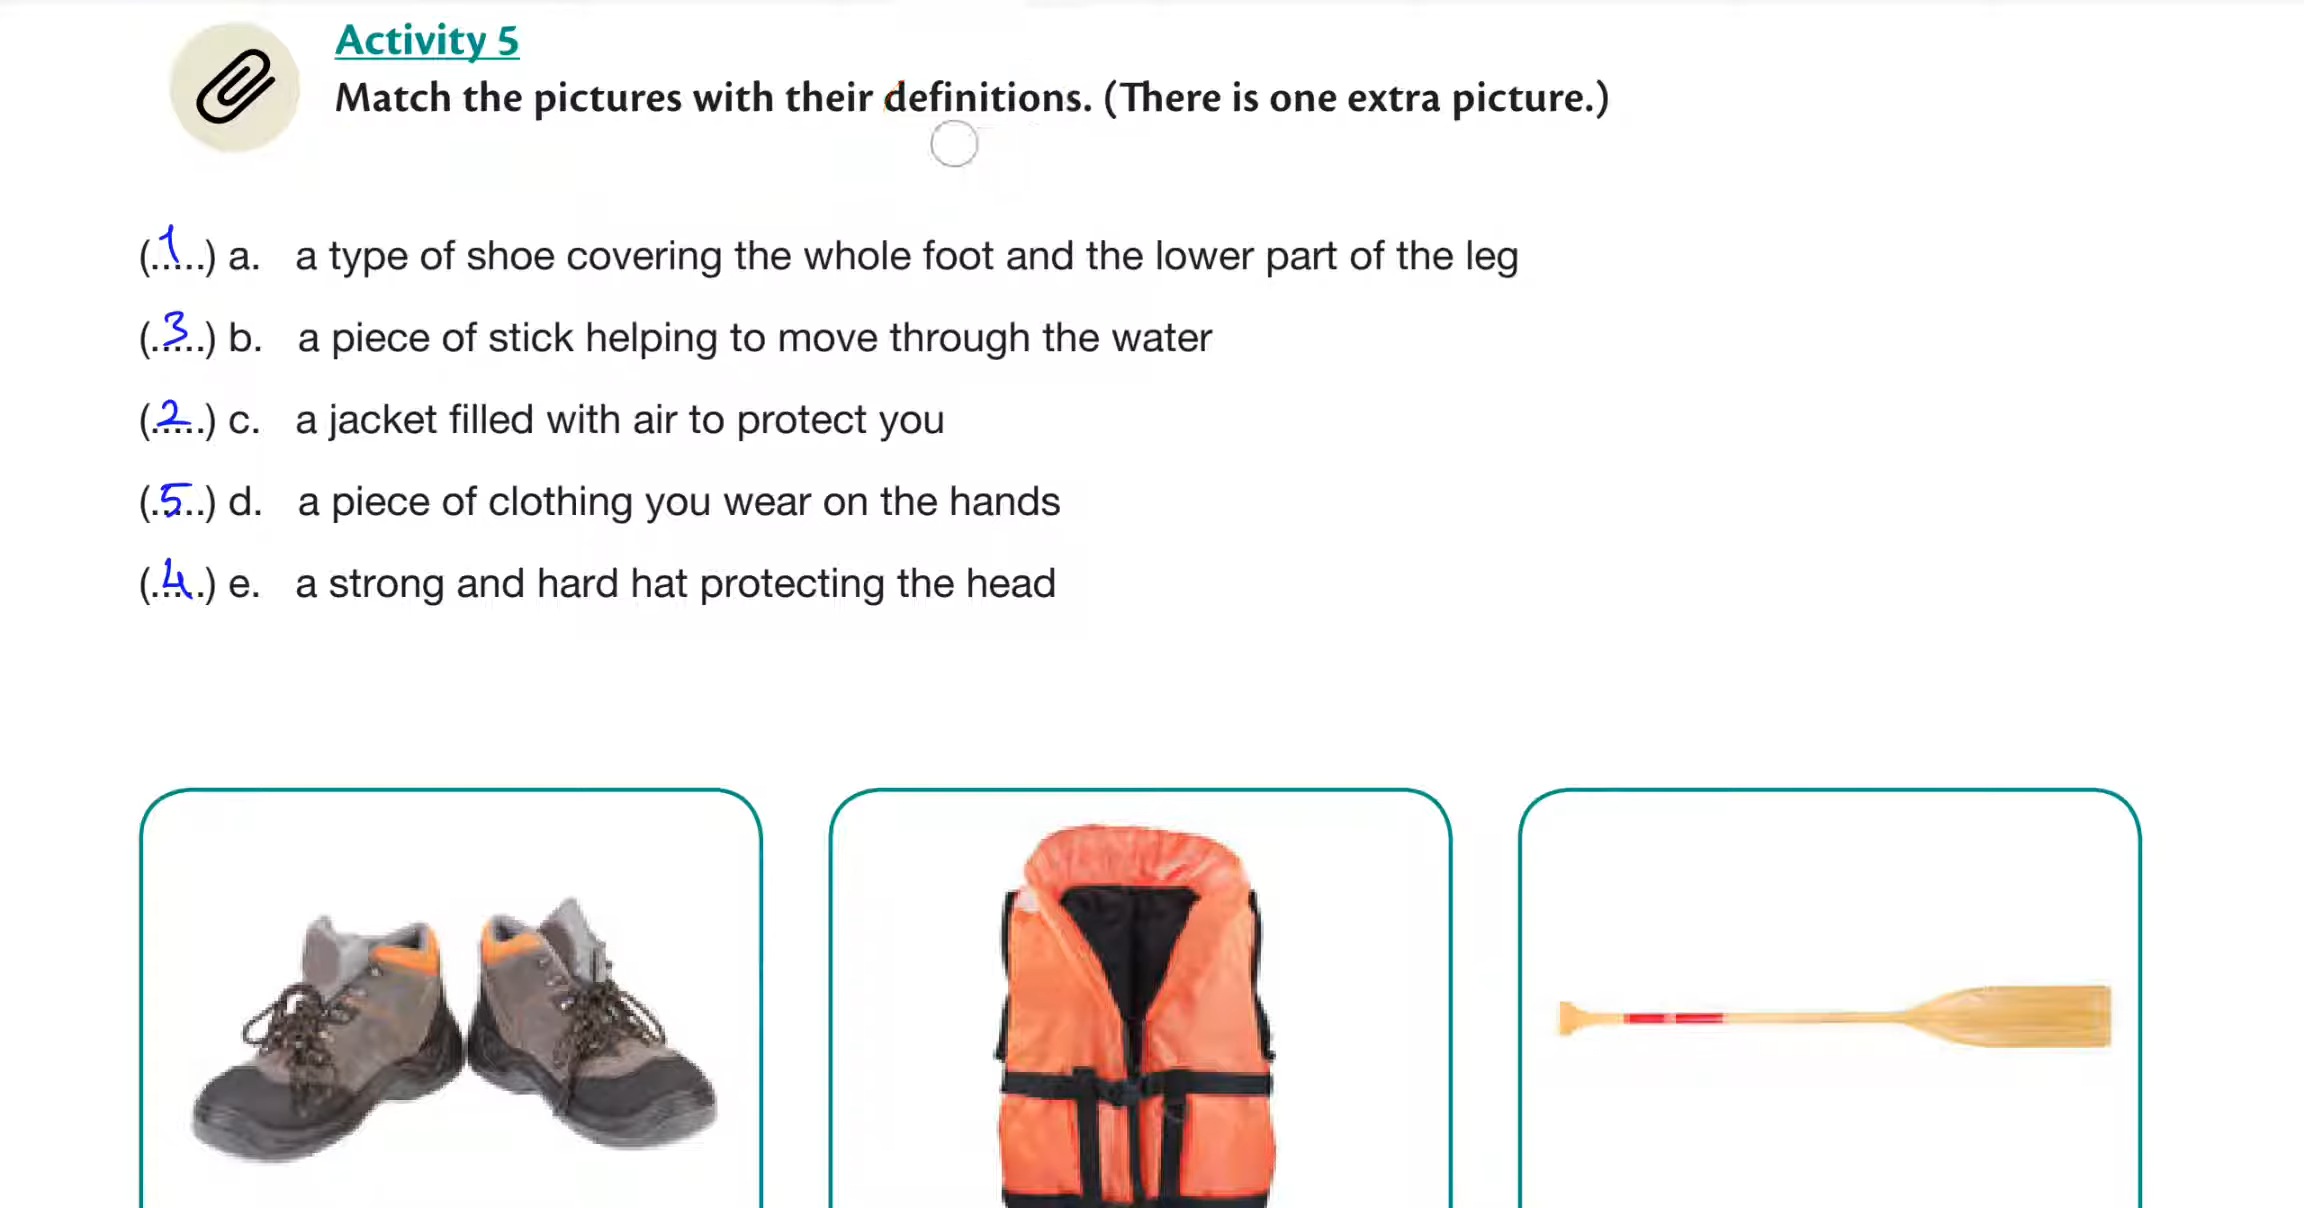 Activity 5
Match the pictures with their definitions. (There is one extra picture.)
(.1....) a. a type of shoe covering the whole foot and the lower part of the leg
(.3....) b. a piece of stick helping to move through the water
(.2....) c. a jacket filled with air to protect you
(.5...) d. a piece of clothing you wear on the hands
(.4...) e. a strong and hard hat protecting the head